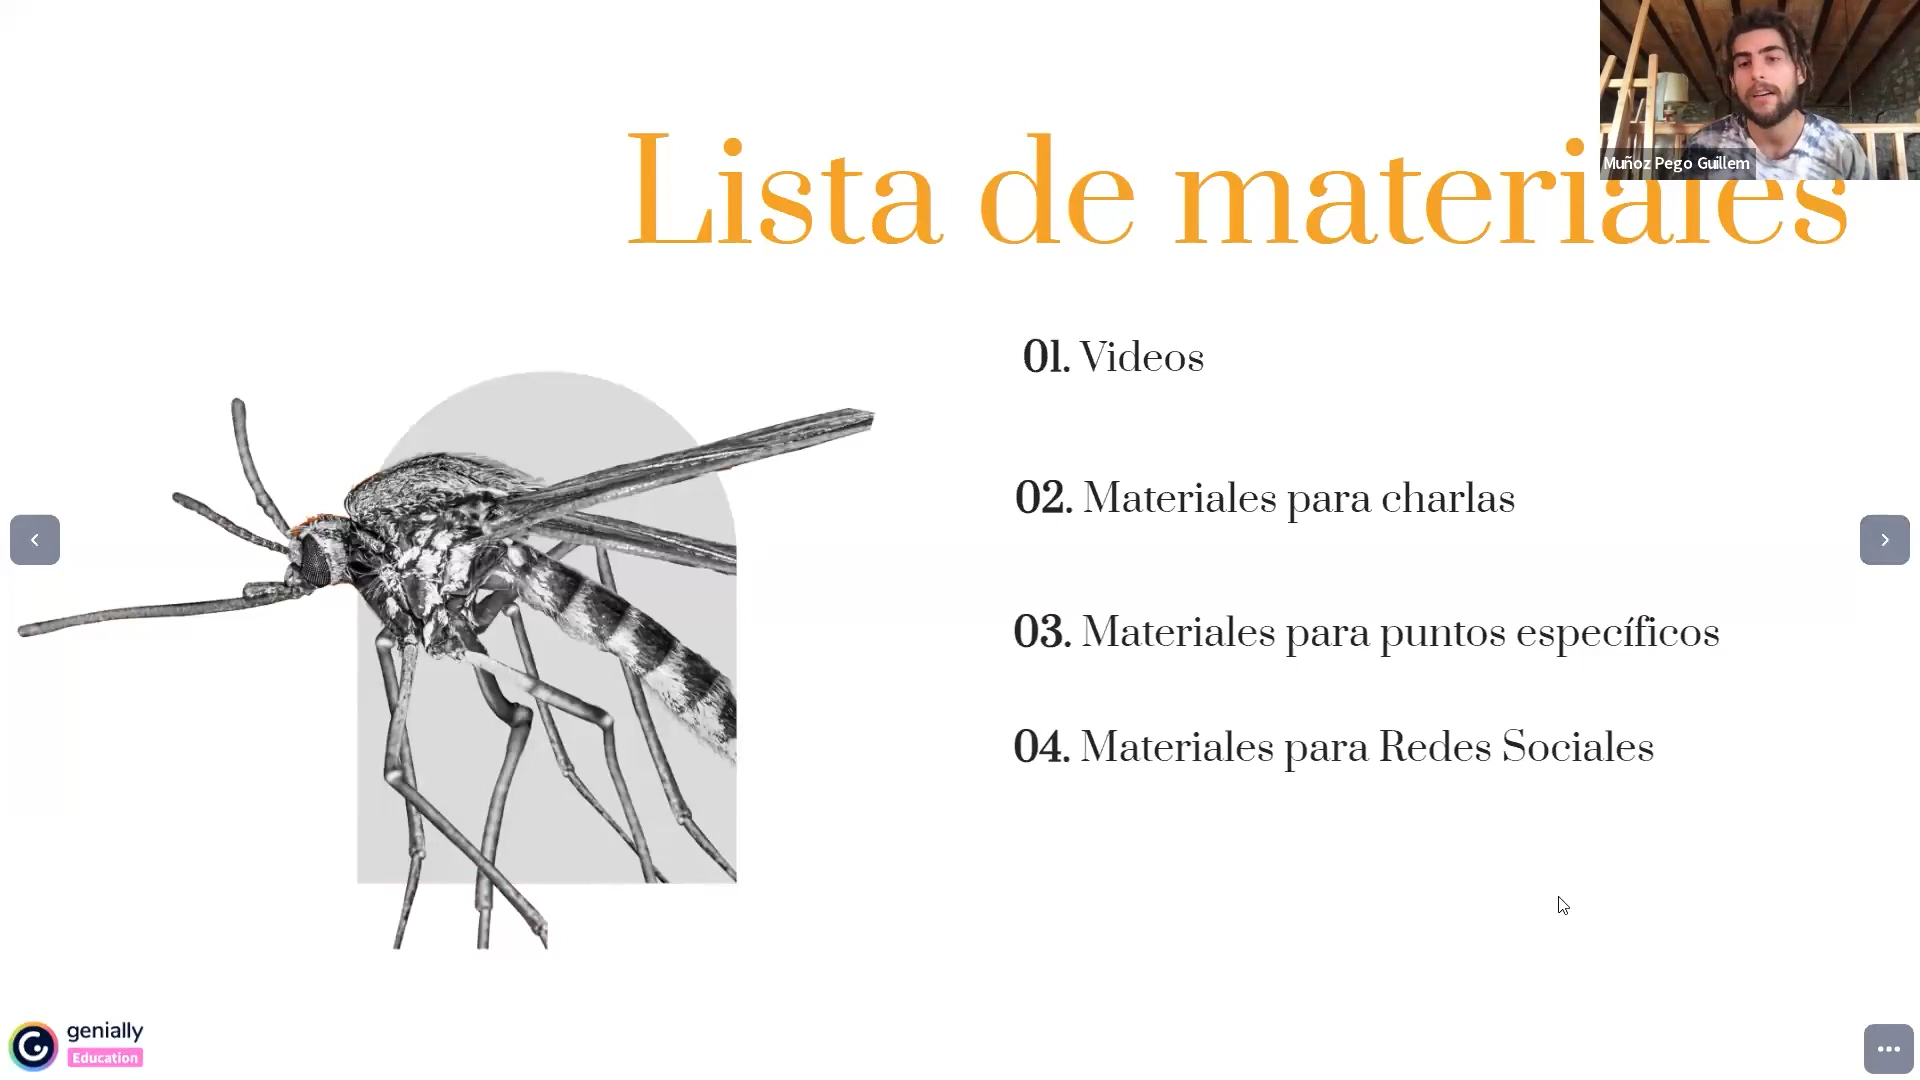 Muñoz Pego Guillem
Lista de materiales
01. Videos
02. Materiales para charlas
03. Materiales para puntos específicos
04. Materiales para Redes Sociales
genially
Education